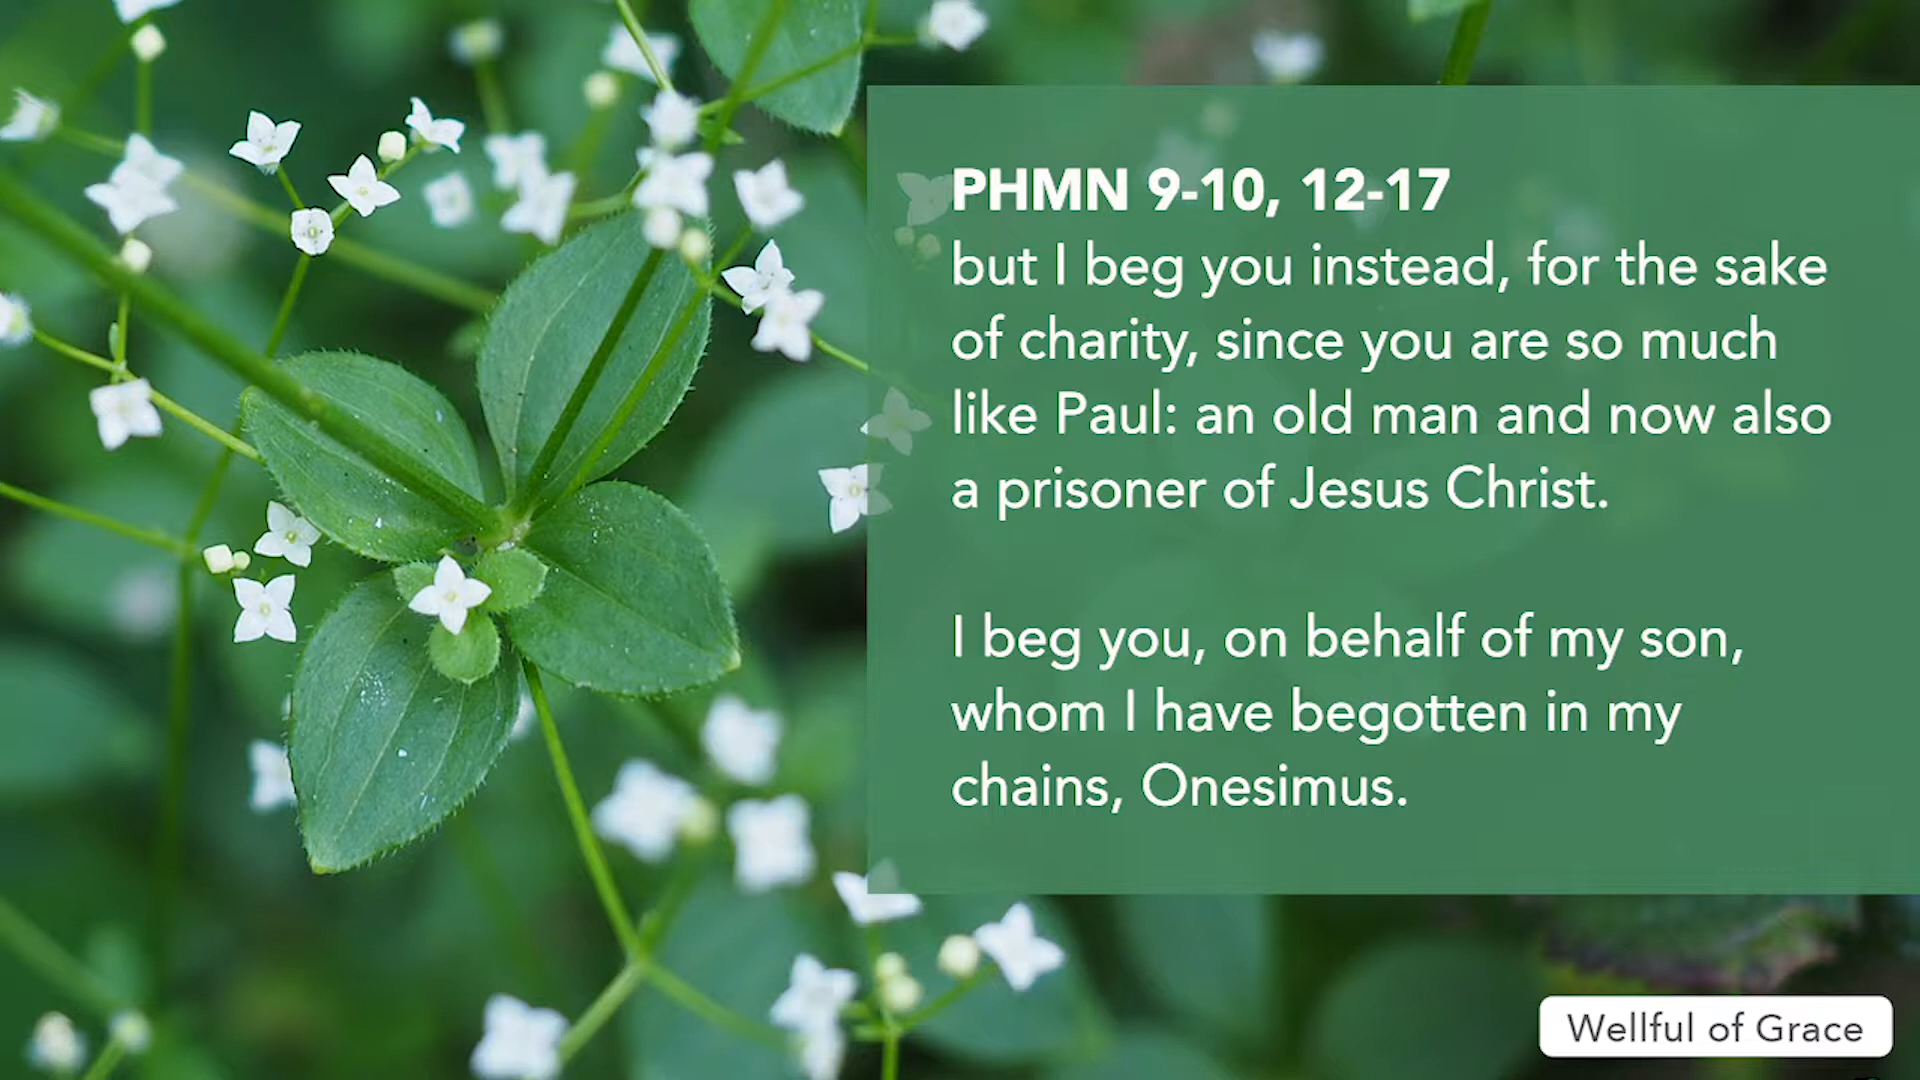 PHMN 9-10, 12-17
but I beg you instead, for the sake
of charity, since you are so much
like Paul: an old man and now also
a prisoner of Jesus Christ.
I beg you, on behalf of my son,
whom I have begotten in my
chains, Onesimus.
Wellful of Grace